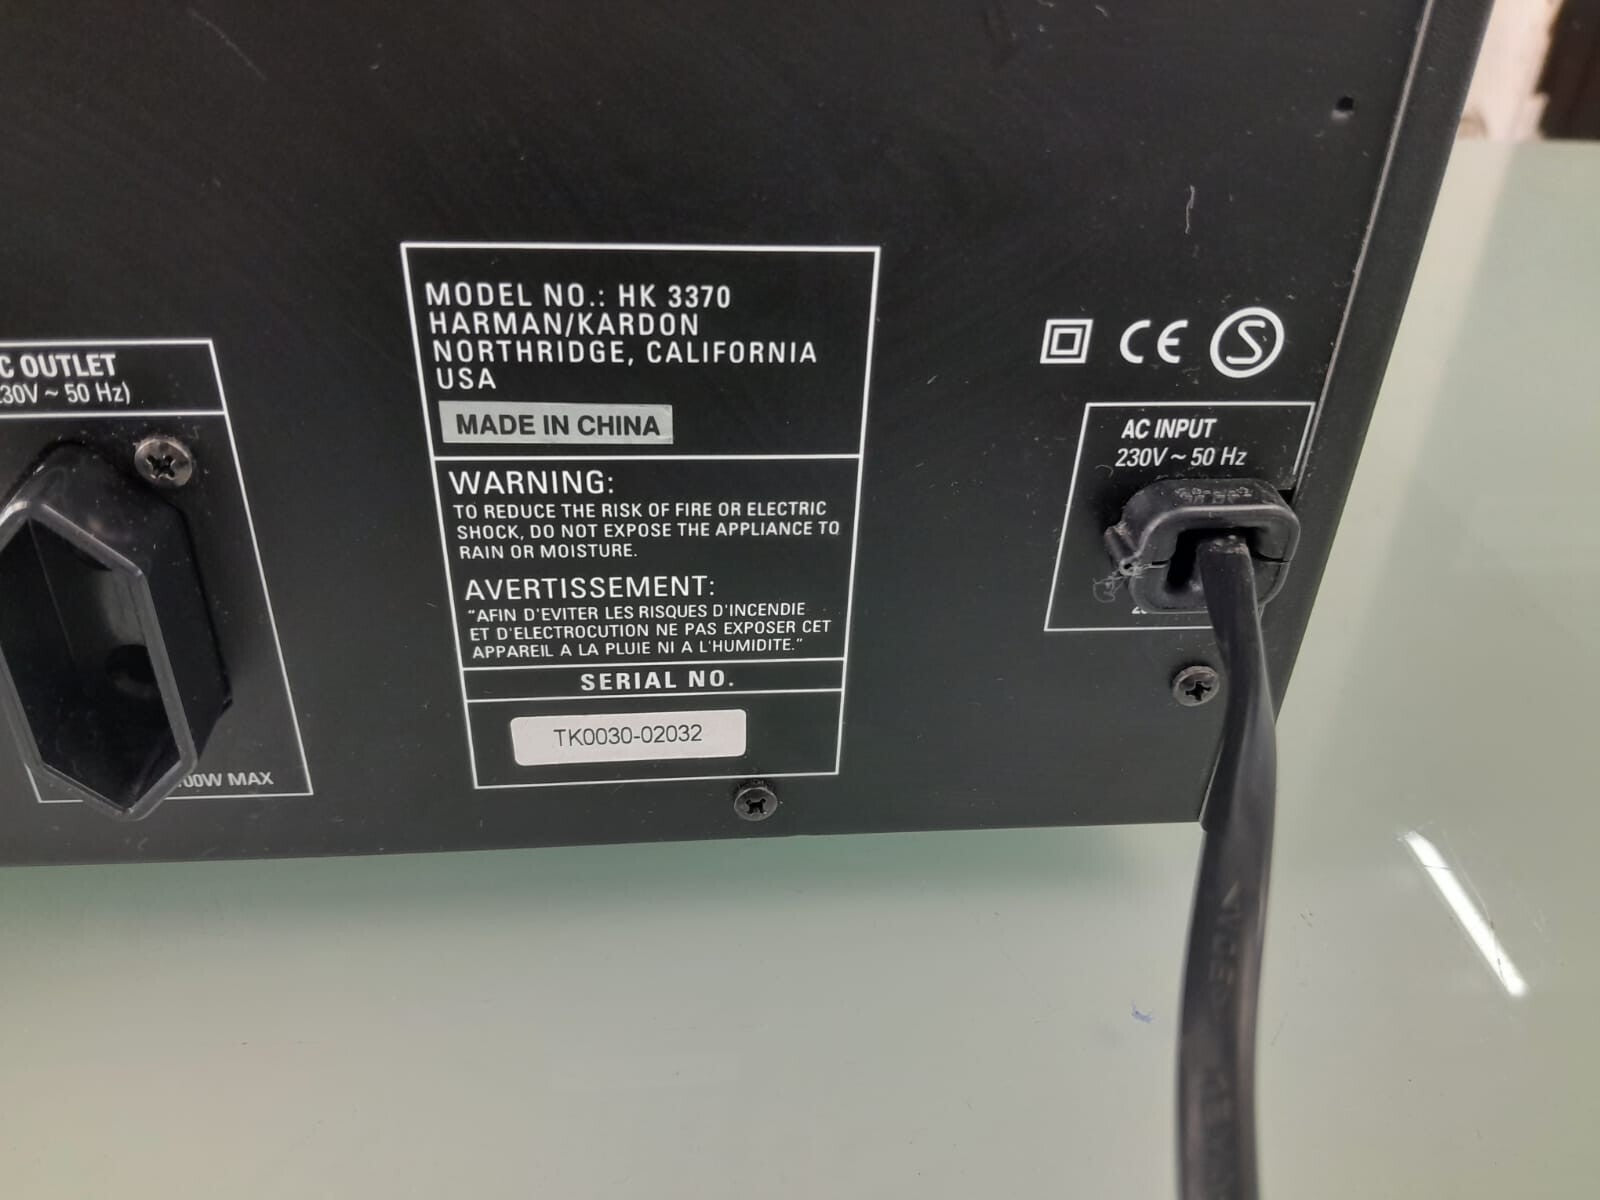 C OUTLET
30V ~ 50 Hz)
00W MAX
MODEL NO.: HK 3370
HARMAN/KARDON
NORTHRIDGE, CALIFORNIA
USA
MADE IN CHINA
WARNING:
TO REDUCE THE RISK OF FIRE OR ELECTRIC
SHOCK, DO NOT EXPOSE THE APPLIANCE TO
RAIN OR MOISTURE.
AVERTISSEMENT:
"AFIN D'EVITER LES RISQUES D'INCENDIE
ET D'ELECTROCUTION NE PAS EXPOSER CET
APPAREIL A LA PLUIE NI A L'HUMIDITE."
SERIAL NO.
TK0030-02032
CE S
AC INPUT
230V ~ 50 Hz